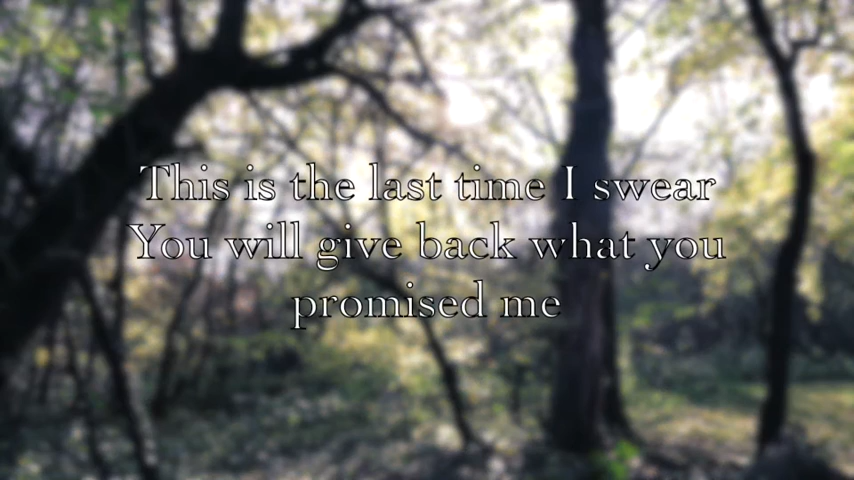 This is the last time I swear
You will give back what you
promised me